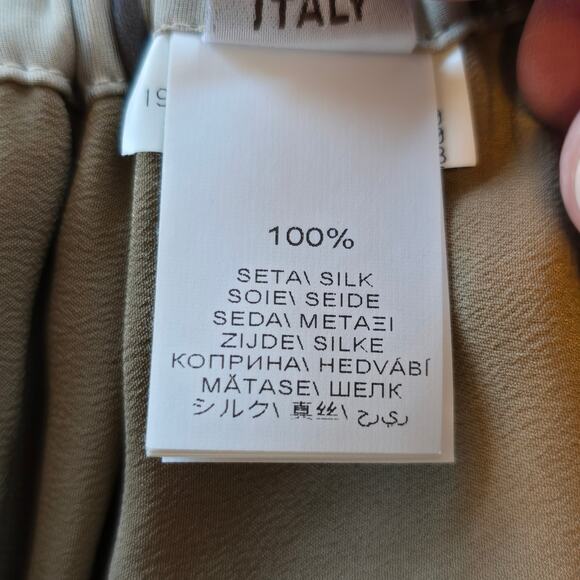 ITALY
19
100%
SETA\ SILK
SOIE\ SEIDE
SEDA\ ΜΕΤΑΞΙ
ZIJDE\ SILKE
КОПРИНА\ HEDVÁBÍ
MĂTASE\ ШЕЛК
シルク\ 真丝\ حرير